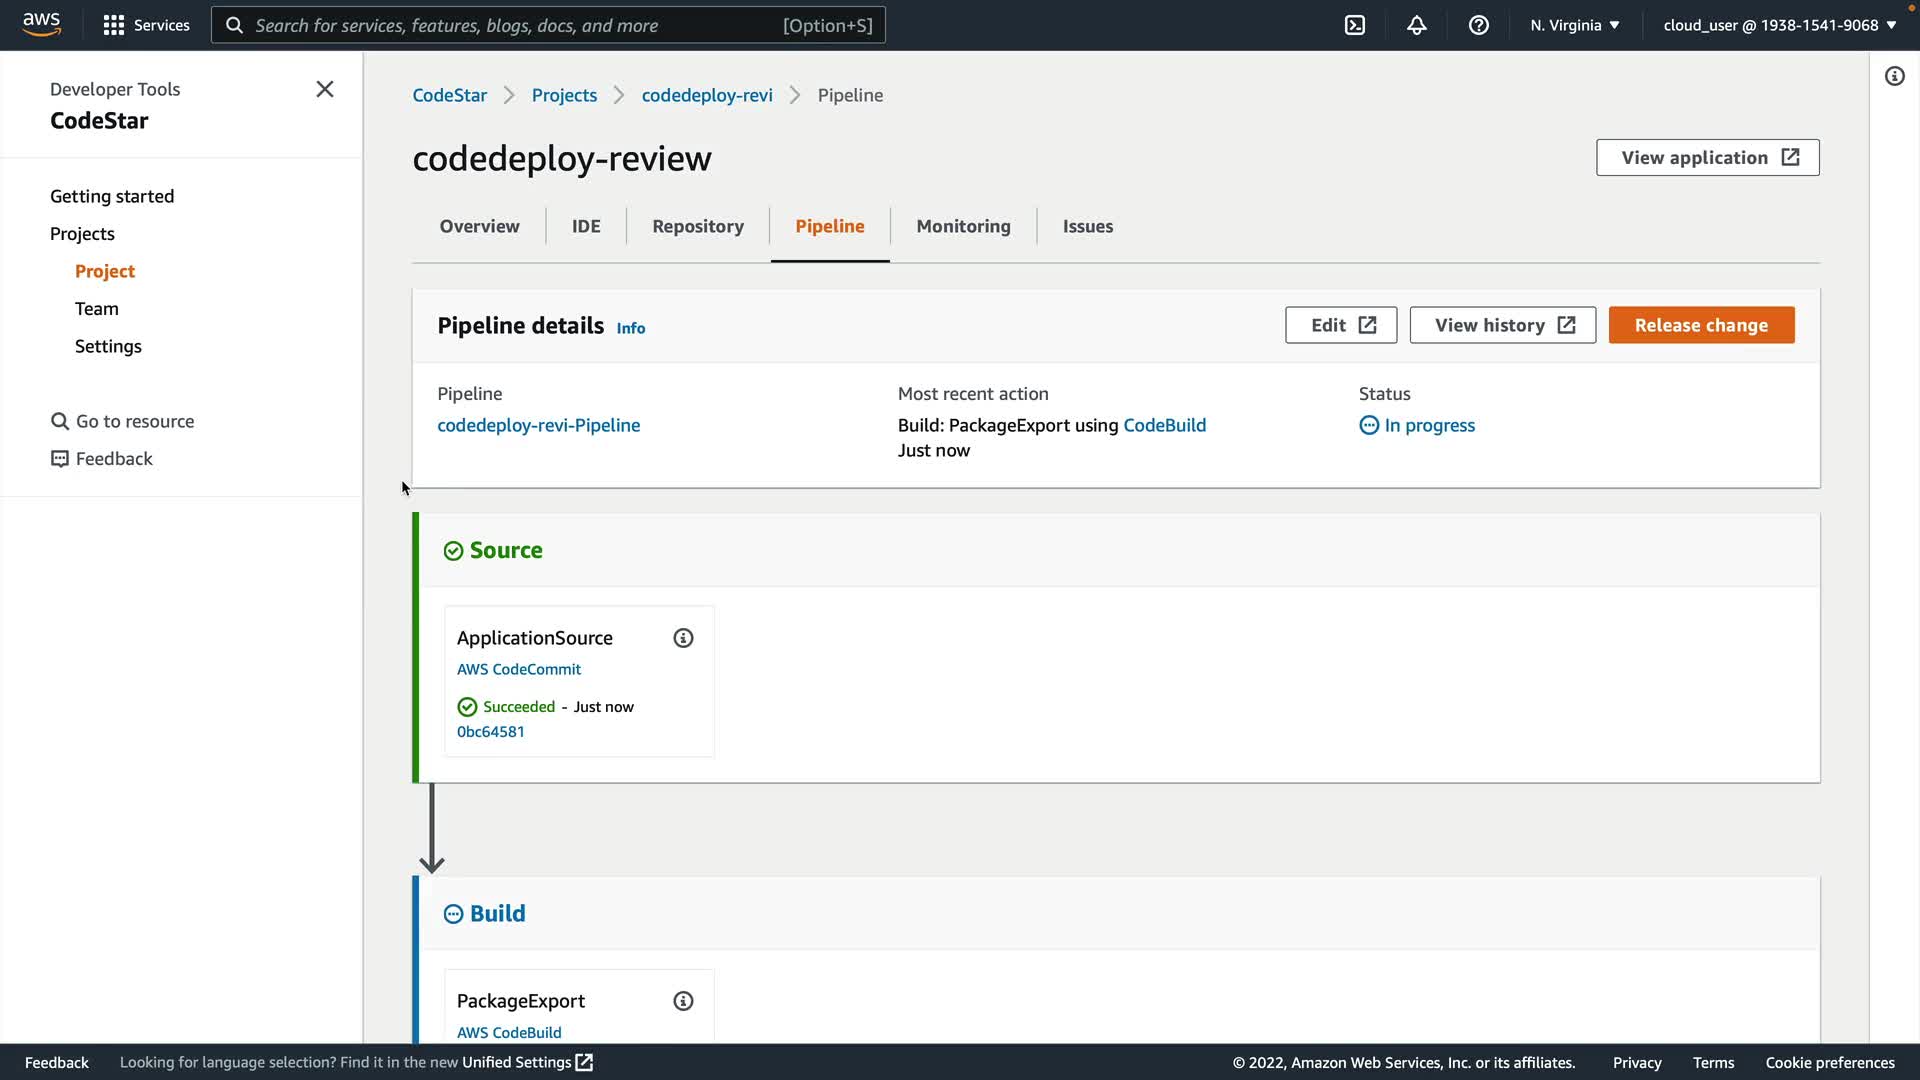 aws
Services
Search for services, features, blogs, docs, and more
[Option+S]
N. Virginia
cloud_user @ 1938-1541-9068
Developer Tools
CodeStar
Getting started
Projects
Project
Team
Settings
Go to resource
Feedback
CodeStar
Projects
codedeploy-revi
Pipeline
codedeploy-review
View application
Overview
IDE
Repository
Pipeline
Monitoring
Issues
Pipeline details Info
Edit
View history
Release change
Pipeline
codedeploy-revi-Pipeline
Most recent action
Build: PackageExport using CodeBuild
Just now
Status
In progress
Source
ApplicationSource
AWS CodeCommit
Succeeded - Just now
0bc64581
Build
PackageExport
AWS CodeBuild
Feedback
Looking for language selection? Find it in the new Unified Settings
© 2022, Amazon Web Services, Inc. or its affiliates.
Privacy
Terms
Cookie preferences